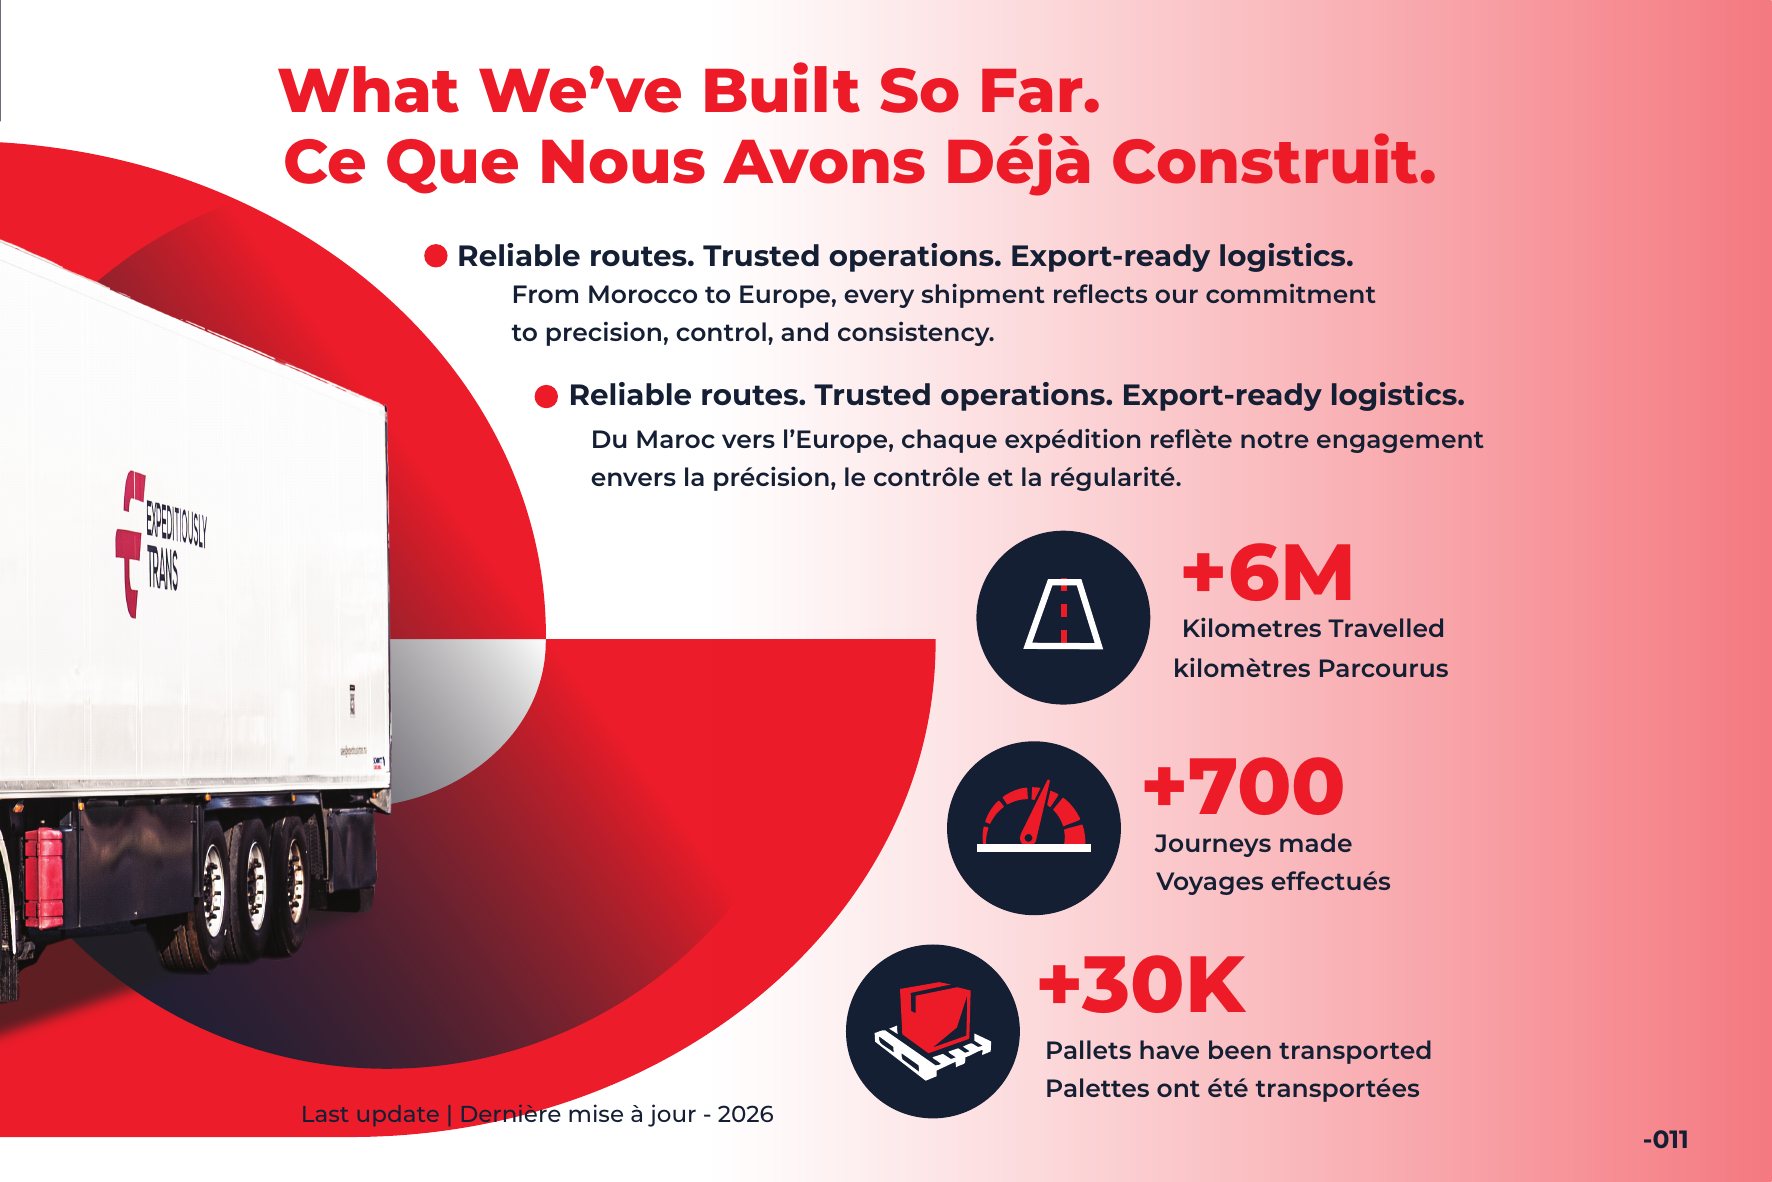 What We’ve Built So Far.
Ce Que Nous Avons Déjà Construit.
Reliable routes. Trusted operations. Export-ready logistics.
From Morocco to Europe, every shipment reflects our commitment
to precision, control, and consistency.
Reliable routes. Trusted operations. Export-ready logistics.
Du Maroc vers l’Europe, chaque expédition reflète notre engagement
envers la précision, le contrôle et la régularité.
EXPEDITIOUSLY
TRANS
+6M
Kilometres Travelled
kilomètres Parcourus
+700
Journeys made
Voyages effectués
+30K
Pallets have been transported
Palettes ont été transportées
Last update | Dernière mise à jour - 2026
-011